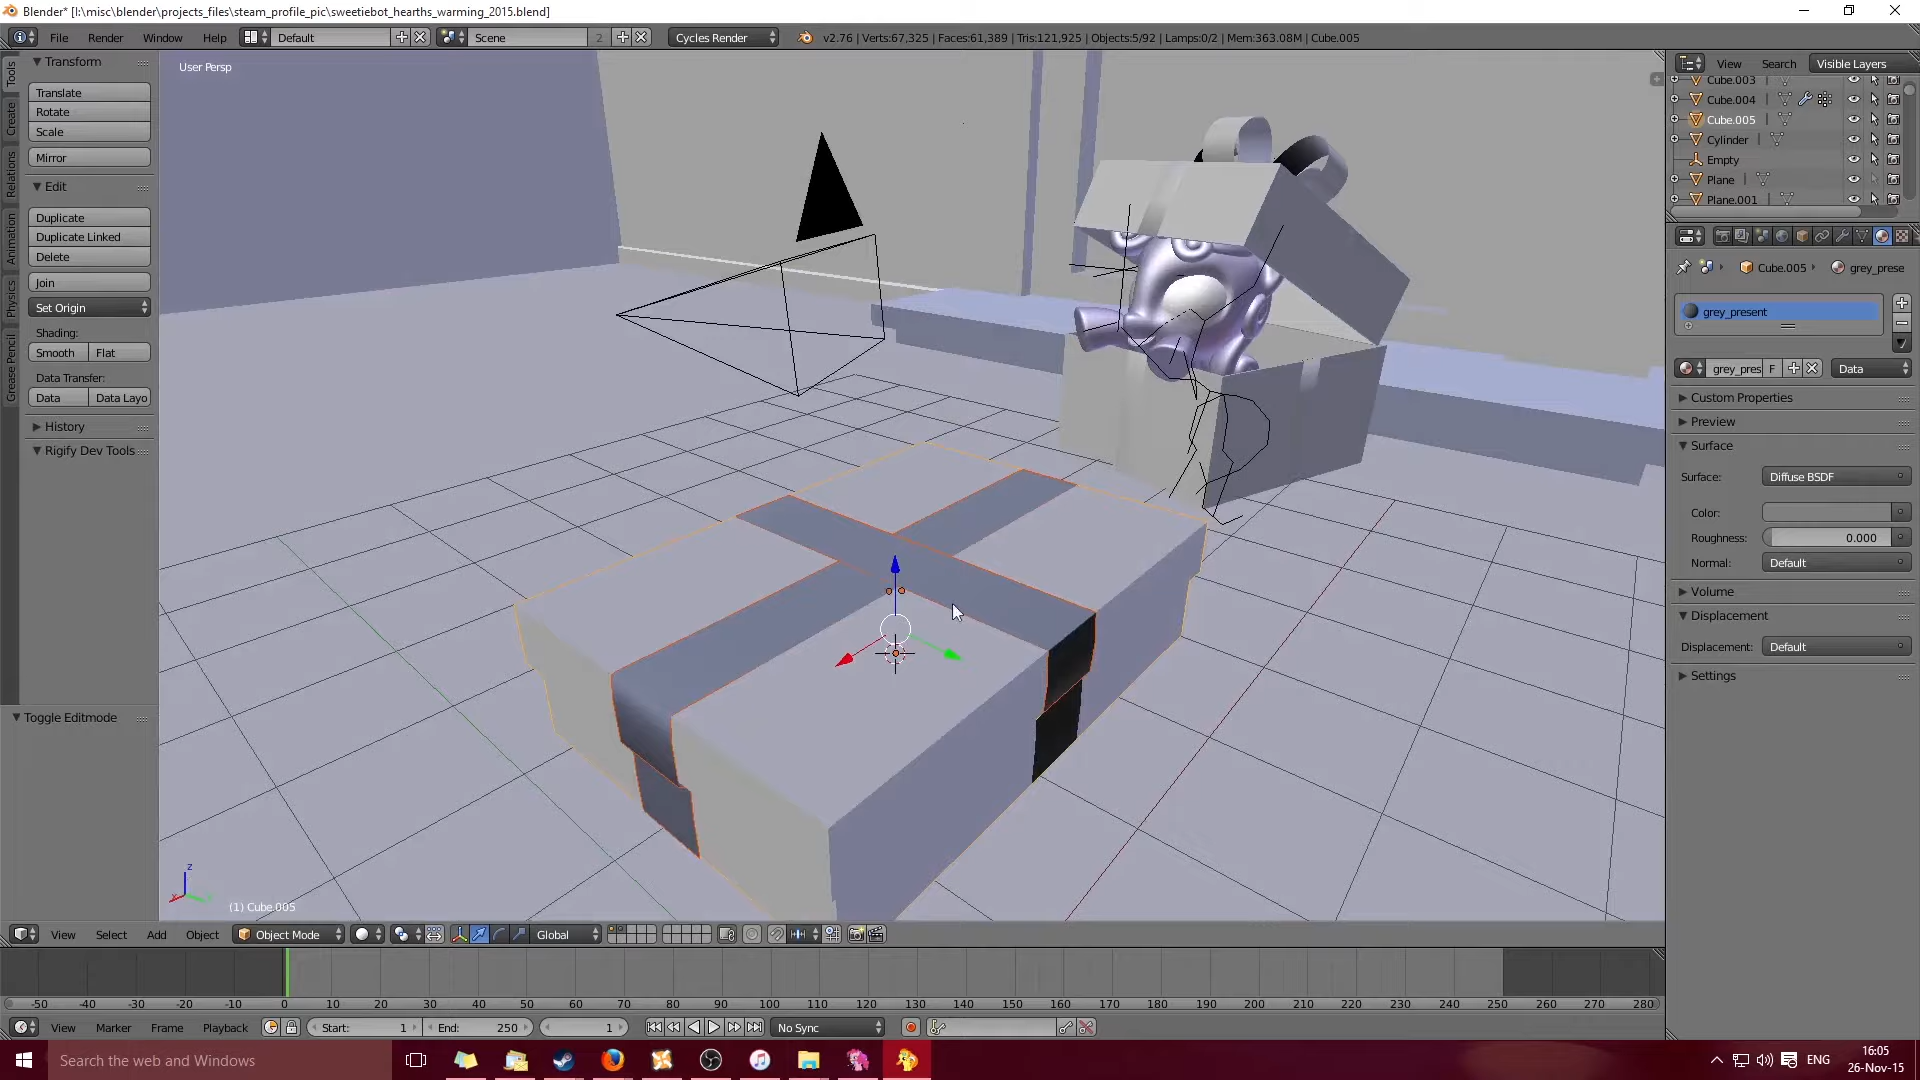 Blender* [I:\misc\blender\projects_files\steam_profile_pic\sweetiebot_hearths_warming_2015.blend]
File Render Window Help Default Scene 2 Cycles Render v2.76 | Verts:67,325 | Faces:61,389 | Tris:121,925 | Objects:5/92 | Lamps:0/2 | Mem:363.08M | Cube.005
Tools
Create
Relations
Animation
Physics
Grease Pencil
Transform
Translate
Rotate
Scale
Mirror
Edit
Duplicate
Duplicate Linked
Delete
Join
Set Origin
Shading:
Smooth Flat
Data Transfer:
Data Data Layo
History
Rigify Dev Tools
Toggle Editmode
User Persp
z
(1) Cube.005
View Search Visible Layers
Cube.003
Cube.004
Cube.005
Cylinder
Empty
Plane
Plane.001
Cube.005 grey_prese
grey_present
grey_pres F Data
Custom Properties
Preview
Surface
Surface: Diffuse BSDF
Color:
Roughness: 0.000
Normal: Default
Volume
Displacement
Displacement: Default
Settings
View Select Add Object Object Mode Global
-50 -40 -30 -20 -10 0 10 20 30 40 50 60 70 80 90 100 110 120 130 140 150 160 170 180 190 200 210 220 230 240 250 260 270 280
View Marker Frame Playback Start: 1 End: 250 1 No Sync
Search the web and Windows
ENG
16:05
26-Nov-15